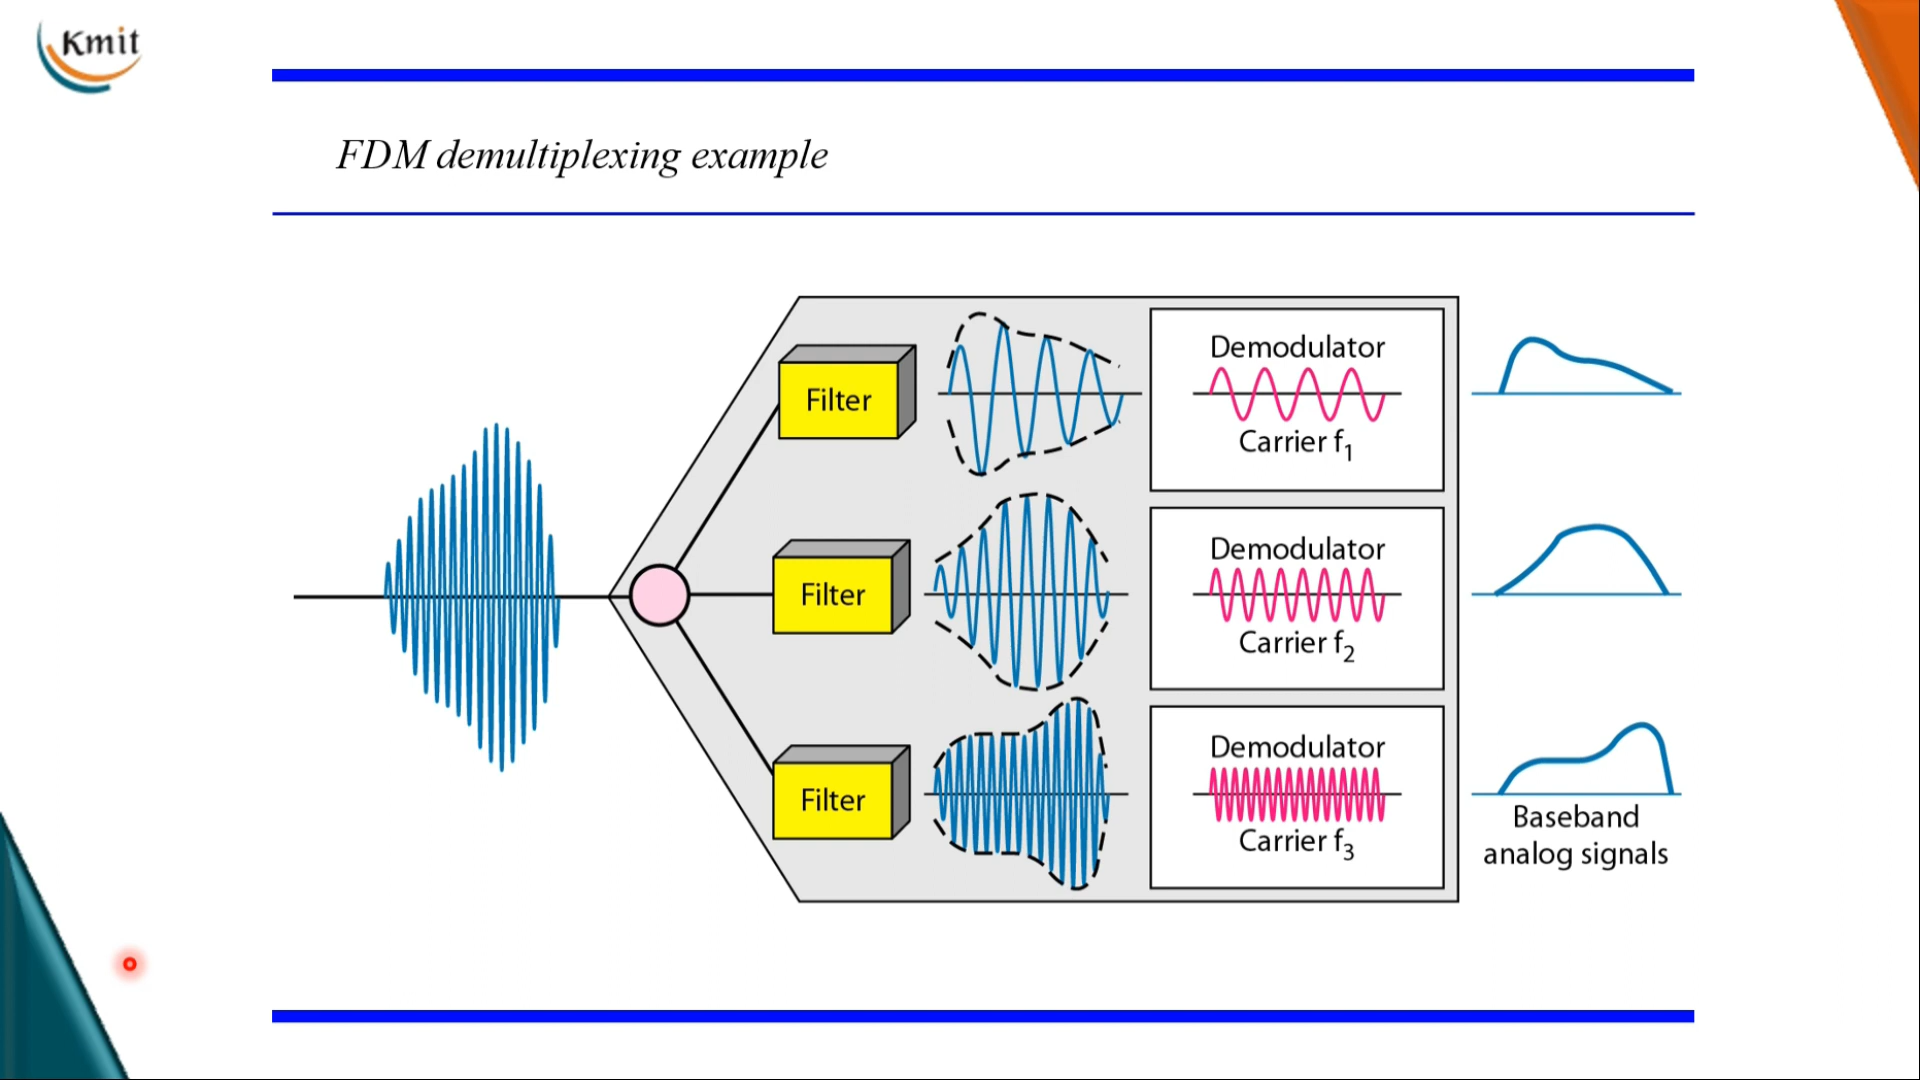 Kmit
FDM demultiplexing example
Filter
Demodulator
Carrier f1
Filter
Demodulator
Carrier f2
Filter
Demodulator
Carrier f3
Baseband
analog signals